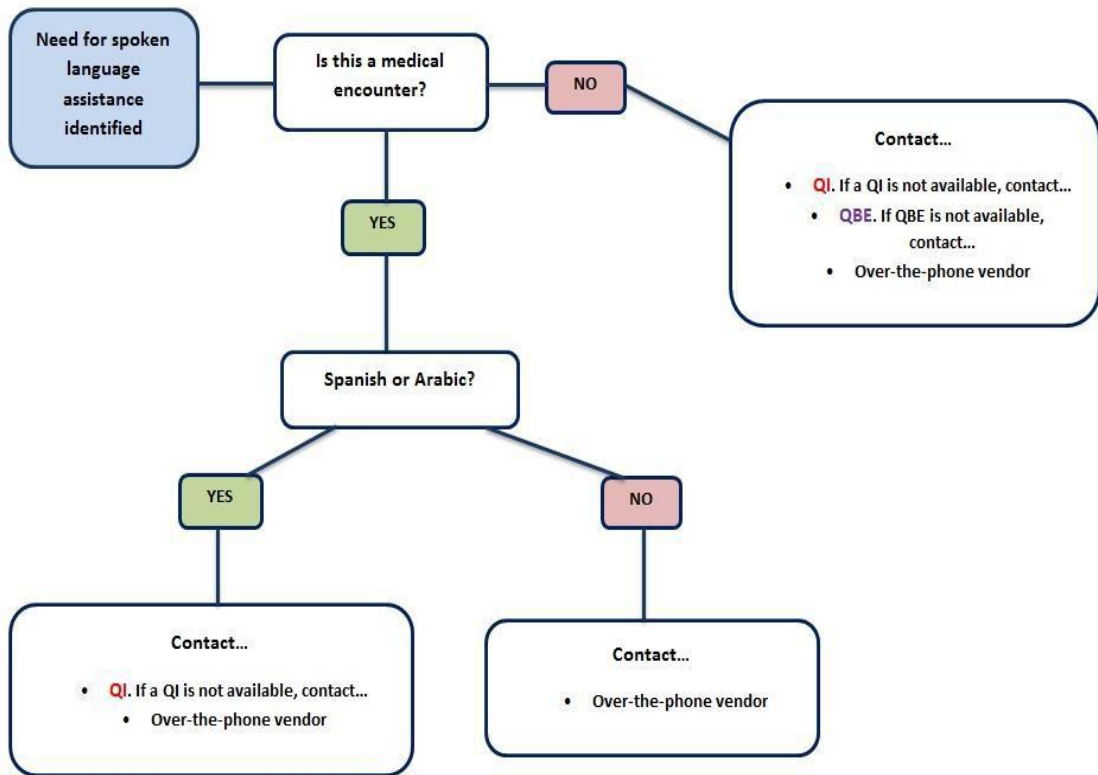 Need for spoken
language
assistance
identified
Is this a medical
encounter?
NO
Contact...
• QI. If a QI is not available, contact...
• QBE. If QBE is not available,
contact...
• Over-the-phone vendor
YES
Spanish or Arabic?
YES
NO
Contact...
• QI. If a QI is not available, contact...
• Over-the-phone vendor
Contact...
• Over-the-phone vendor